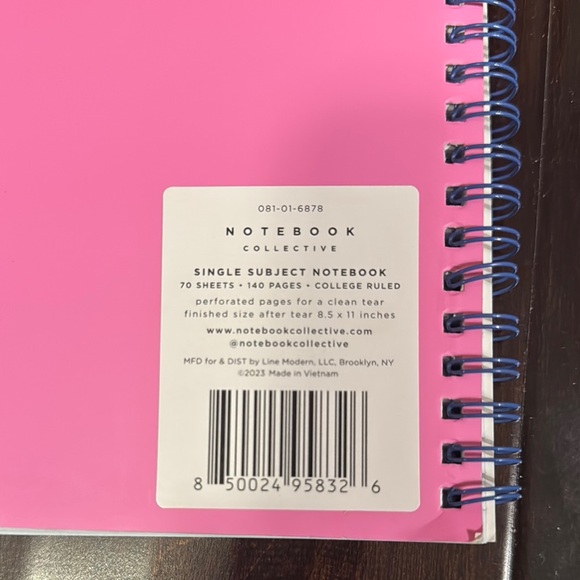 081-01-6878
NOTEBOOK
COLLECTIVE
SINGLE SUBJECT NOTEBOOK
70 SHEETS • 140 PAGES • COLLEGE RULED
perforated pages for a clean tear
finished size after tear 8.5 x 11 inches
www.notebookcollective.com
@notebookcollective
MFD for & DIST by Line Modern, LLC, Brooklyn, NY
©2023 Made in Vietnam
8 50024 95832 6